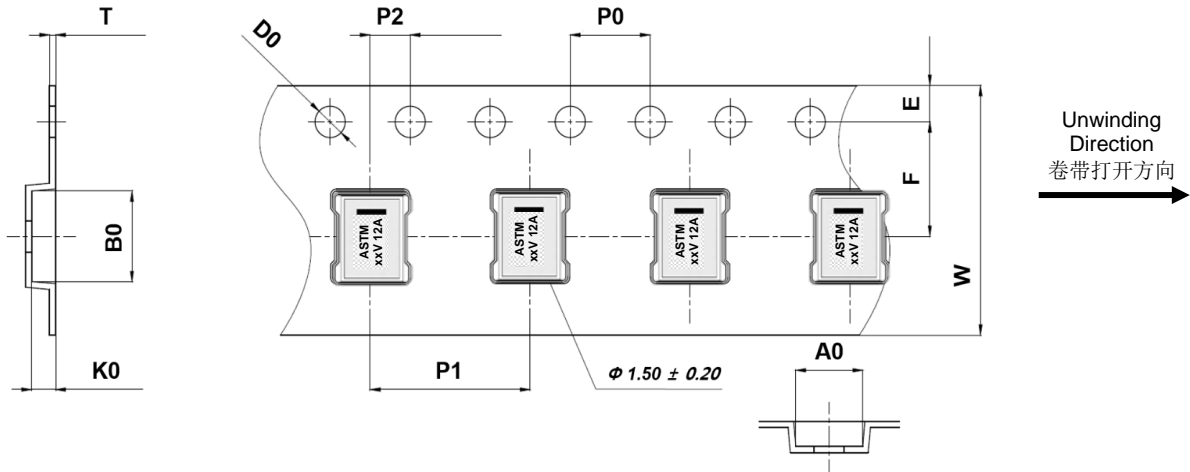 T
P2
P0
D0
E
F
W
Unwinding
Direction
卷带打开方向
B0
ASTM
xxV 12A
ASTM
xxV 12A
ASTM
xxV 12A
ASTM
xxV 12A
K0
P1
Φ 1.50 ± 0.20
A0